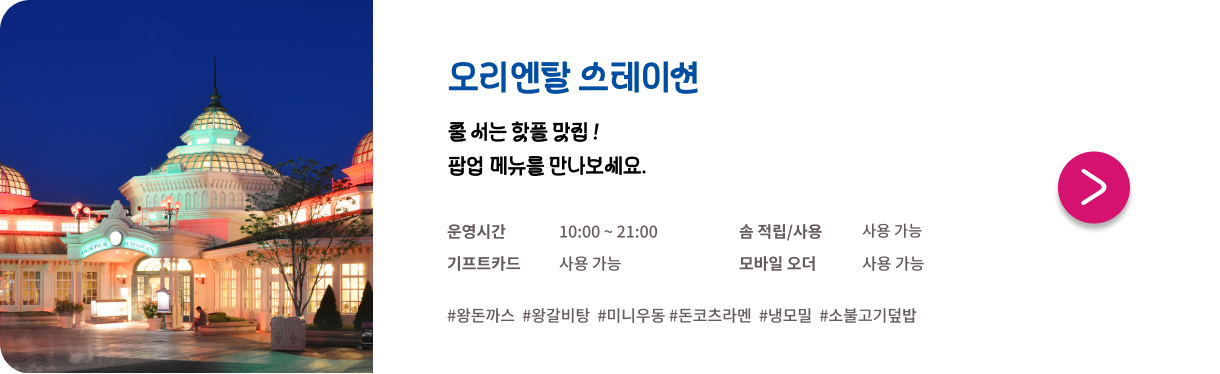 오리엔탈 스테이션
줄 서는 핫플 맛집 !
팝업 메뉴를 만나보세요.
운영시간 10:00 ~ 21:00 솜 적립/사용 사용 가능
기프트카드 사용 가능 모바일 오더 사용 가능
#왕돈까스 #왕갈비탕 #미니우동 #돈코츠라멘 #냉모밀 #소불고기덮밥